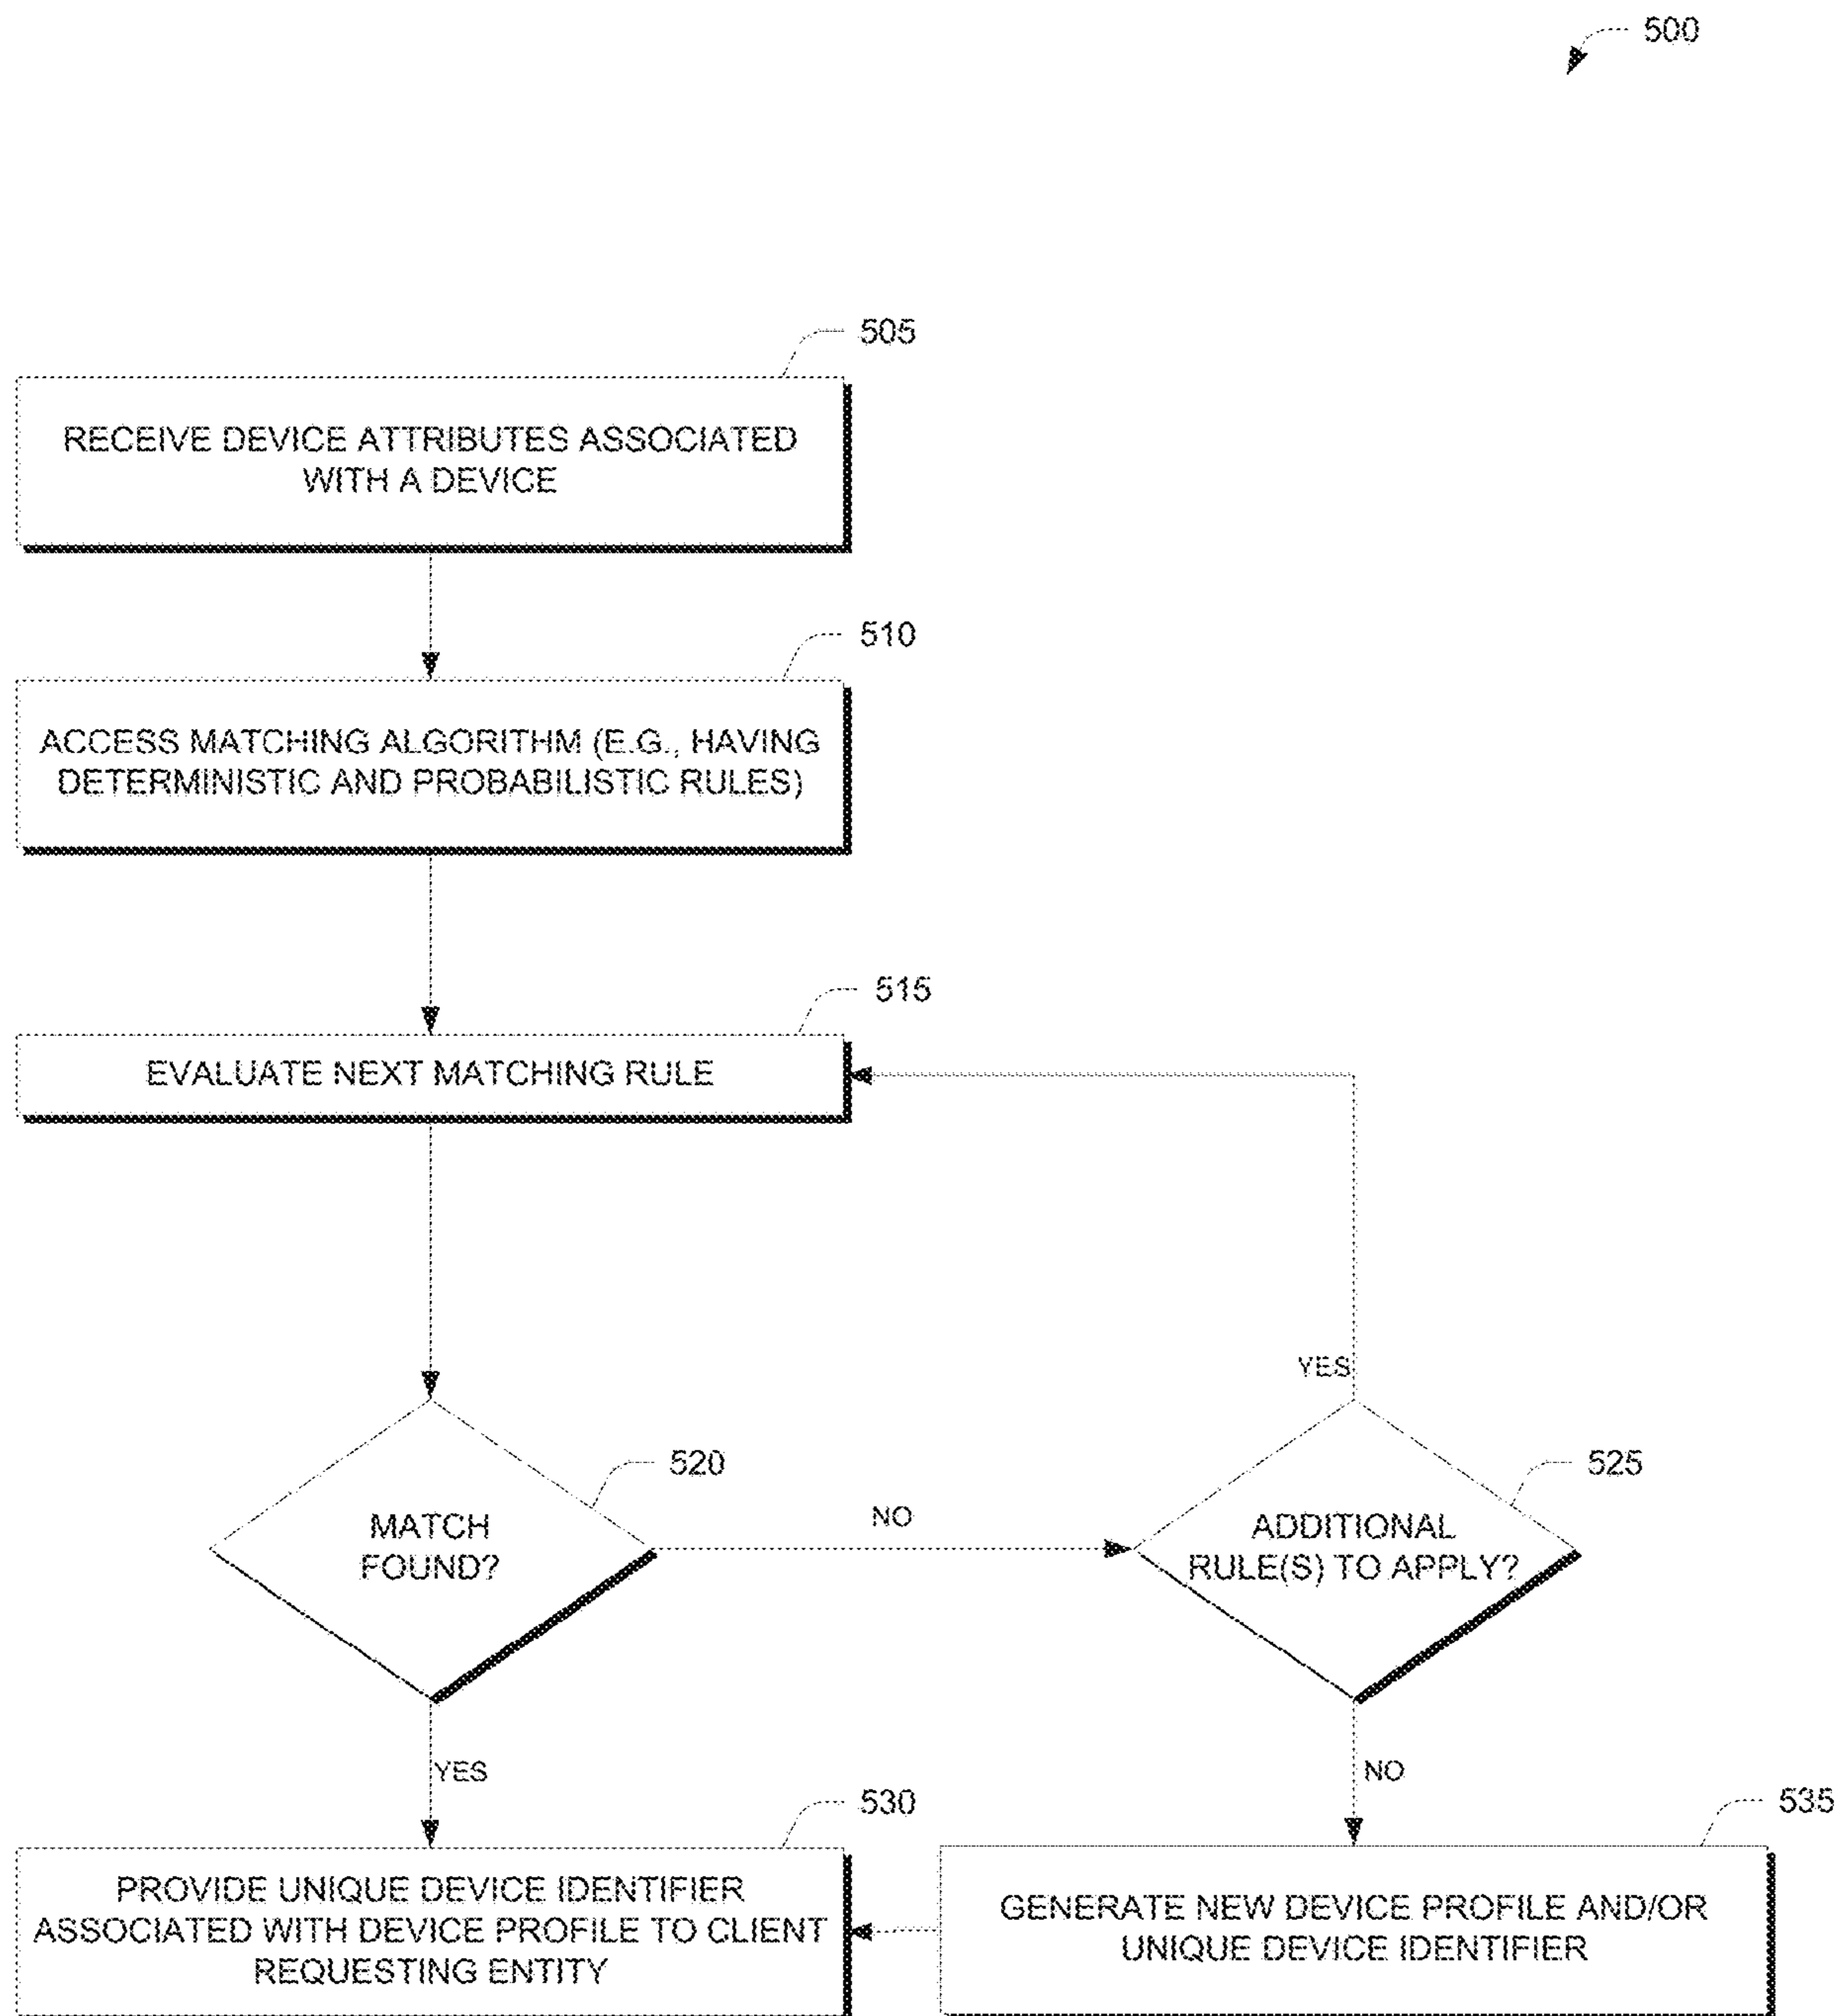 500
505
RECEIVE DEVICE ATTRIBUTES ASSOCIATED
WITH A DEVICE
510
ACCESS MATCHING ALGORITHM (E.G., HAVING
DETERMINISTIC AND PROBABILISTIC RULES)
515
EVALUATE NEXT MATCHING RULE
YES
520
525
MATCH
FOUND?
NO
ADDITIONAL
RULE(S) TO APPLY?
YES
NO
530
535
PROVIDE UNIQUE DEVICE IDENTIFIER
ASSOCIATED WITH DEVICE PROFILE TO CLIENT
REQUESTING ENTITY
GENERATE NEW DEVICE PROFILE AND/OR
UNIQUE DEVICE IDENTIFIER